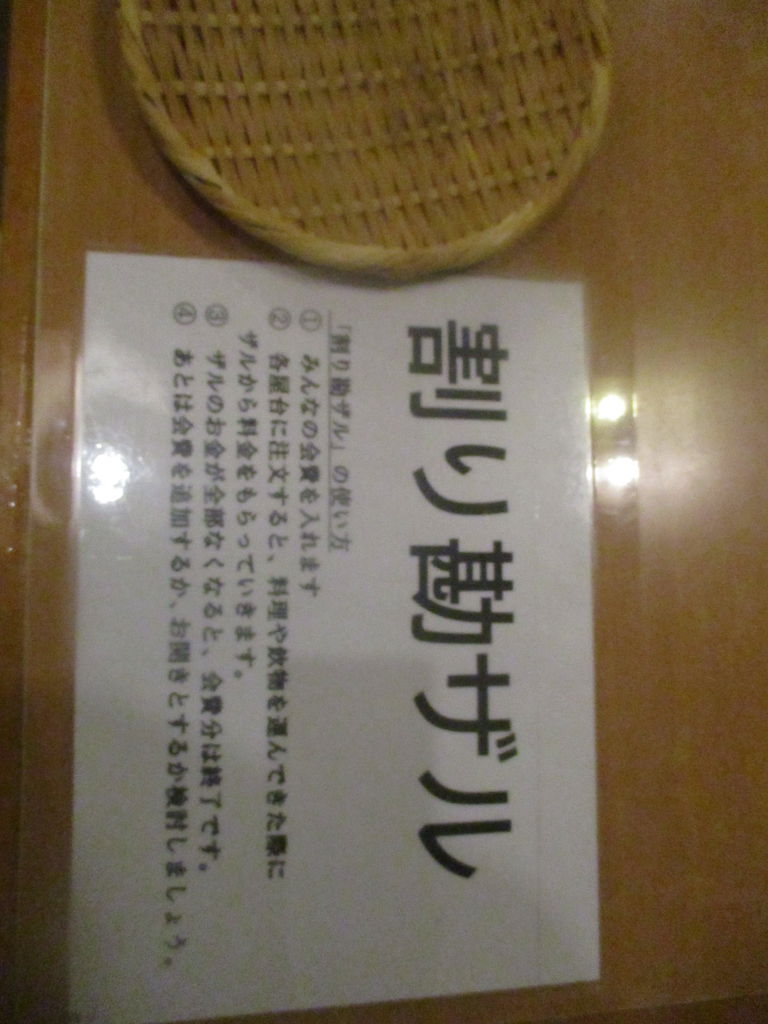 割り勘ザル
「割り勘ザル」の使い方
① みんなの会費を入れます
② 各屋台に注文すると、料理や飲物を運んできた際に
ザルから料金をもらっていきます。
③ ザルのお金が全部なくなると、会費分は終了です。
④ あとは会費を追加するか、お開きとするか検討しましょう。